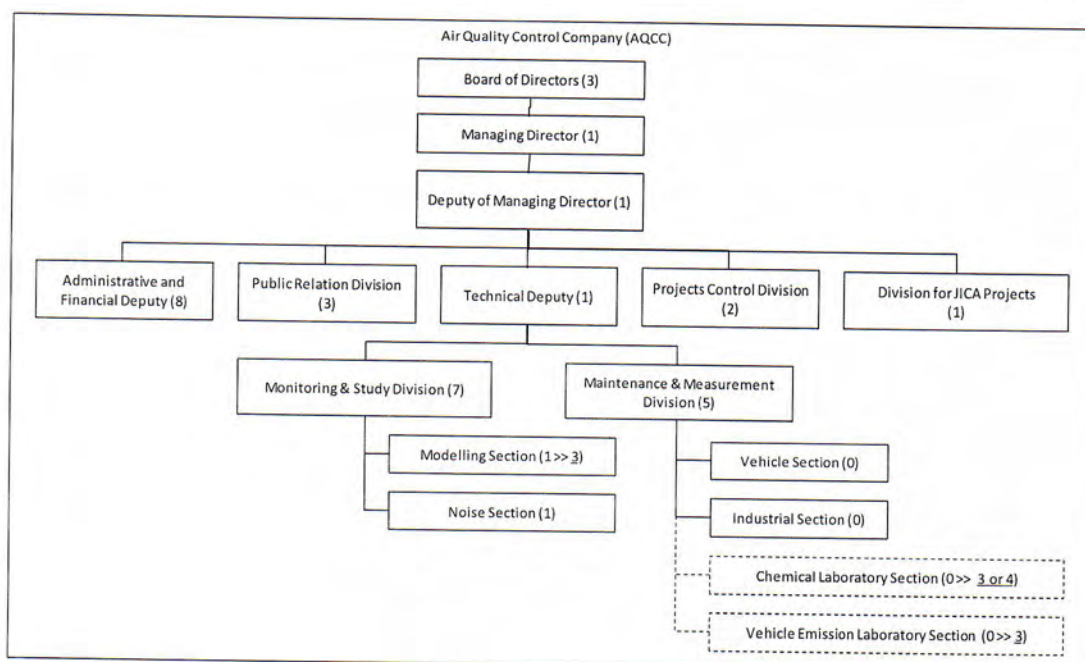 Air Quality Control Company (AQCC)
Board of Directors (3)
Managing Director (1)
Deputy of Managing Director (1)
Administrative and
Financial Deputy (8)
Public Relation Division
(3)
Technical Deputy (1)
Projects Control Division
(2)
Division for JICA Projects
(1)
Monitoring & Study Division (7)
Maintenance & Measurement
Division (5)
Modelling Section (1 >> 3)
Noise Section (1)
Vehicle Section (0)
Industrial Section (0)
Chemical Laboratory Section (0 >> 3 or 4)
Vehicle Emission Laboratory Section (0 >> 3)